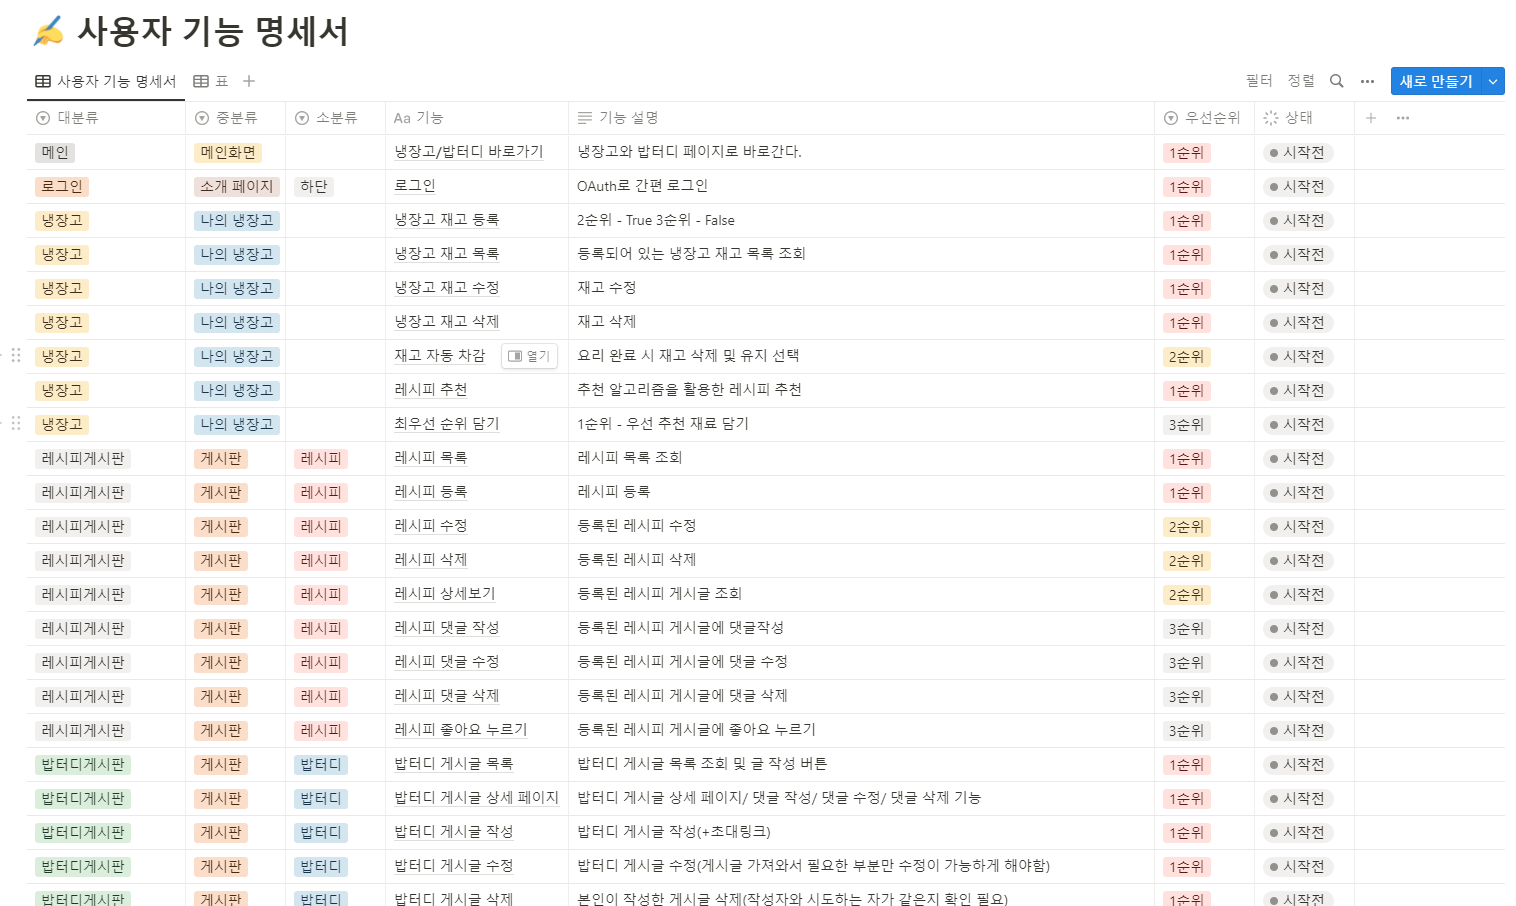 ✍️ 사용자 기능 명세서
사용자 기능 명세서 표 + 필터 정렬 ••• 새로 만들기
대분류 중분류 소분류 Aa 기능 기능 설명 우선순위 상태 + •••
메인 메인화면 냉장고/밥터디 바로가기 냉장고와 밥터디 페이지로 바로간다. 1순위 시작전
로그인 소개 페이지 하단 로그인 OAuth로 간편 로그인 1순위 시작전
냉장고 나의 냉장고 냉장고 재고 등록 2순위 - True 3순위 - False 1순위 시작전
냉장고 나의 냉장고 냉장고 재고 목록 등록되어 있는 냉장고 재고 목록 조회 1순위 시작전
냉장고 나의 냉장고 냉장고 재고 수정 재고 수정 1순위 시작전
냉장고 나의 냉장고 냉장고 재고 삭제 재고 삭제 1순위 시작전
냉장고 나의 냉장고 재고 자동 차감 열기 요리 완료 시 재고 삭제 및 유지 선택 2순위 시작전
냉장고 나의 냉장고 레시피 추천 추천 알고리즘을 활용한 레시피 추천 1순위 시작전
냉장고 나의 냉장고 최우선 순위 담기 1순위 - 우선 추천 재료 담기 3순위 시작전
레시피게시판 게시판 레시피 레시피 목록 레시피 목록 조회 1순위 시작전
레시피게시판 게시판 레시피 레시피 등록 레시피 등록 1순위 시작전
레시피게시판 게시판 레시피 레시피 수정 등록된 레시피 수정 2순위 시작전
레시피게시판 게시판 레시피 레시피 삭제 등록된 레시피 삭제 2순위 시작전
레시피게시판 게시판 레시피 레시피 상세보기 등록된 레시피 게시글 조회 2순위 시작전
레시피게시판 게시판 레시피 레시피 댓글 작성 등록된 레시피 게시글에 댓글작성 3순위 시작전
레시피게시판 게시판 레시피 레시피 댓글 수정 등록된 레시피 게시글에 댓글 수정 3순위 시작전
레시피게시판 게시판 레시피 레시피 댓글 삭제 등록된 레시피 게시글에 댓글 삭제 3순위 시작전
레시피게시판 게시판 레시피 레시피 좋아요 누르기 등록된 레시피 게시글에 좋아요 누르기 3순위 시작전
밥터디게시판 게시판 밥터디 밥터디 게시글 목록 밥터디 게시글 목록 조회 및 글 작성 버튼 1순위 시작전
밥터디게시판 게시판 밥터디 밥터디 게시글 상세 페이지 밥터디 게시글 상세 페이지/ 댓글 작성/ 댓글 수정/ 댓글 삭제 기능 1순위 시작전
밥터디게시판 게시판 밥터디 밥터디 게시글 작성 밥터디 게시글 작성(+초대링크) 1순위 시작전
밥터디게시판 게시판 밥터디 밥터디 게시글 수정 밥터디 게시글 수정(게시글 가져와서 필요한 부분만 수정이 가능하게 해야함) 1순위 시작전
밥터디게시판 게시판 밥터디 밥터디 게시글 삭제 본인이 작성한 게시글 삭제(작성자와 시도하는 자가 같은지 확인 필요) 1순위 시작전